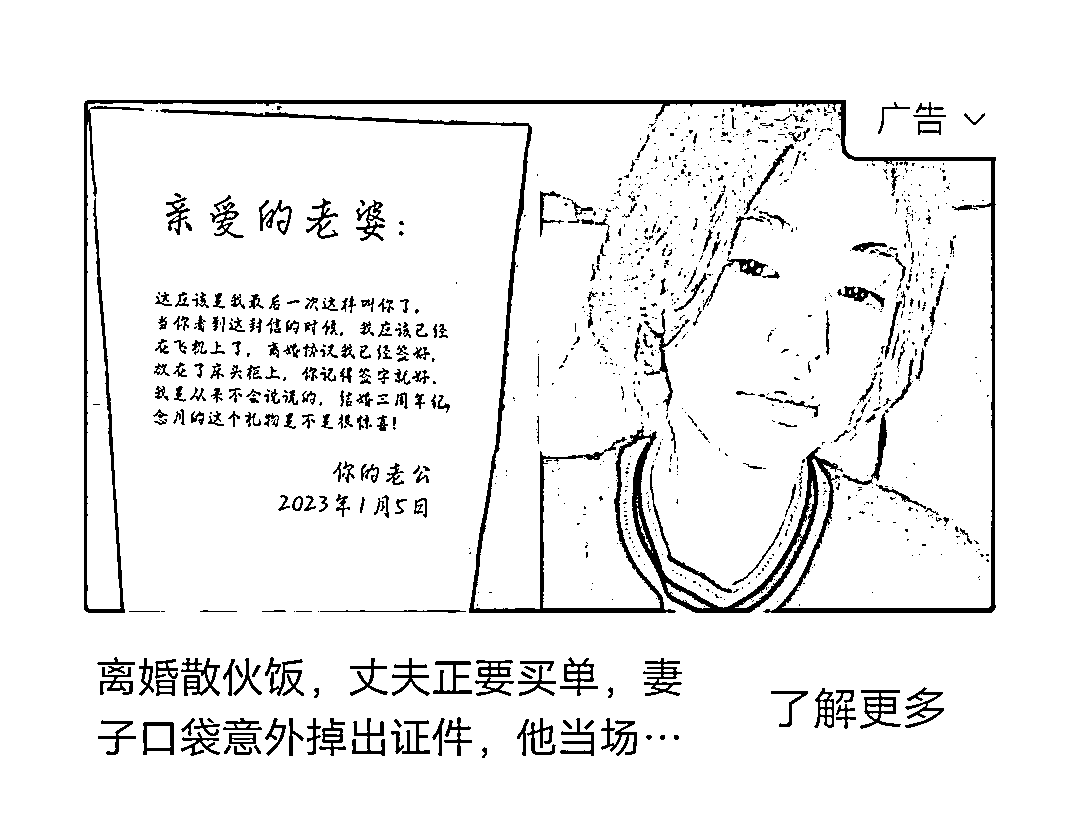 广告
亲爱的老婆：
这应该是我最后一次这样叫你了。
当你看到这封信的时候，我应该已经
在飞机上了，离婚协议我已经签好，
放在了床头柜上，你记得签字就好。
我是从来不会说谎的，结婚三周年纪
念月的这个礼物是不是很惊喜！
你的老公
2023年1月5日
离婚散伙饭，丈夫正要买单，妻
子口袋意外掉出证件，他当场…
了解更多